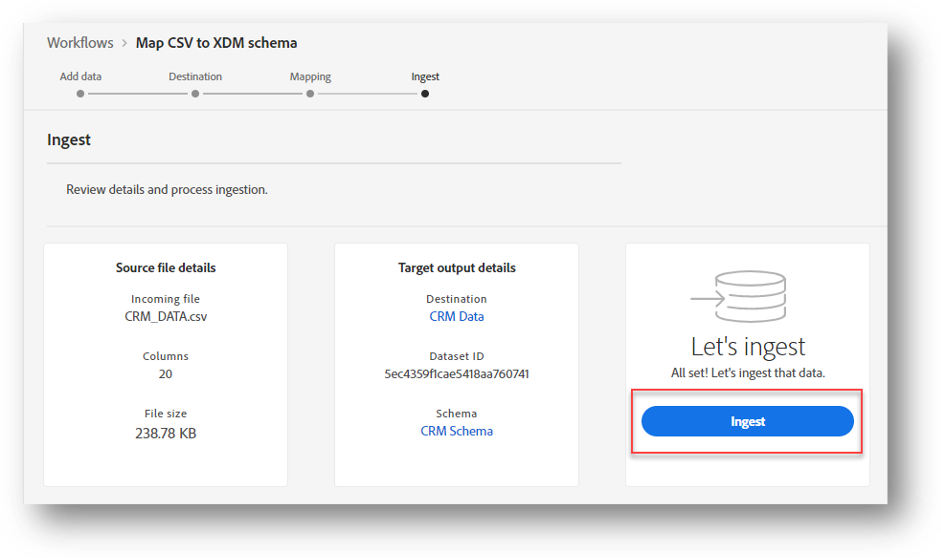 Workflows > Map CSV to XDM schema
Add data Destination Mapping Ingest
Ingest
Review details and process ingestion.
Source file details
Incoming file
CRM_DATA.csv
Columns
20
File size
238.78 KB
Target output details
Destination
CRM Data
Dataset ID
5ec4359f1cae5418aa760741
Schema
CRM Schema
Let's ingest
All set! Let's ingest that data.
Ingest